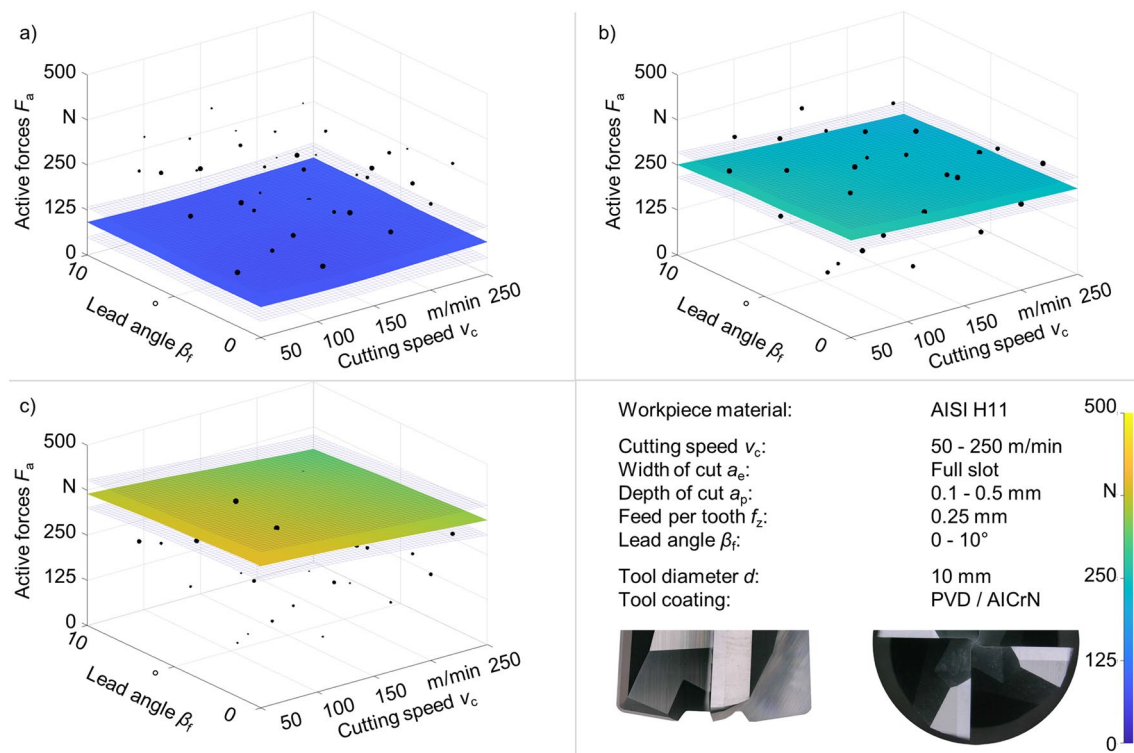 a)
500
N
250
125
0
Active forces Fa
10
°
0
Lead angle βf
50
100
150
m/min
250
Cutting speed vc
b)
500
N
250
125
0
Active forces Fa
10
°
0
Lead angle βf
50
100
150
m/min
250
Cutting speed vc
c)
500
N
250
125
0
Active forces Fa
10
°
0
Lead angle βf
50
100
150
m/min
250
Cutting speed vc
Workpiece material: AISI H11
Cutting speed vc: 50 - 250 m/min
Width of cut ae: Full slot
Depth of cut ap: 0.1 - 0.5 mm
Feed per tooth fz: 0.25 mm
Lead angle βf: 0 - 10°
Tool diameter d: 10 mm
Tool coating: PVD / AlCrN
500
N
250
125
0